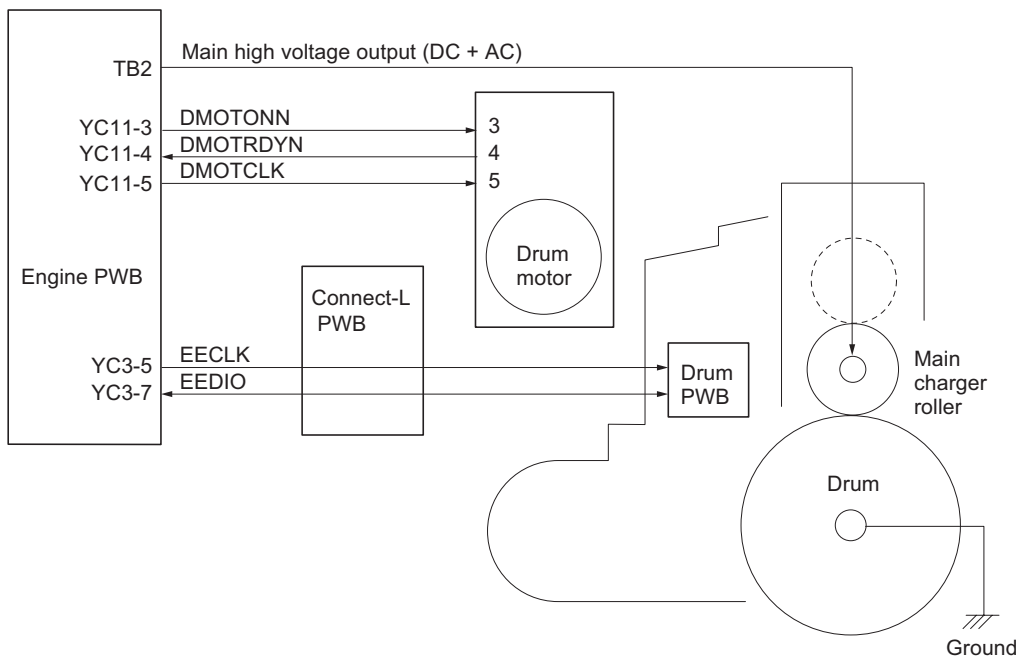 Main high voltage output (DC + AC)
TB2
YC11-3
DMOTONN
3
YC11-4
DMOTRDYN
4
YC11-5
DMOTCLK
5
Engine PWB
Drum
motor
Connect-L
PWB
YC3-5
EECLK
YC3-7
EEDIO
Drum
PWB
Main
charger
roller
Drum
Ground